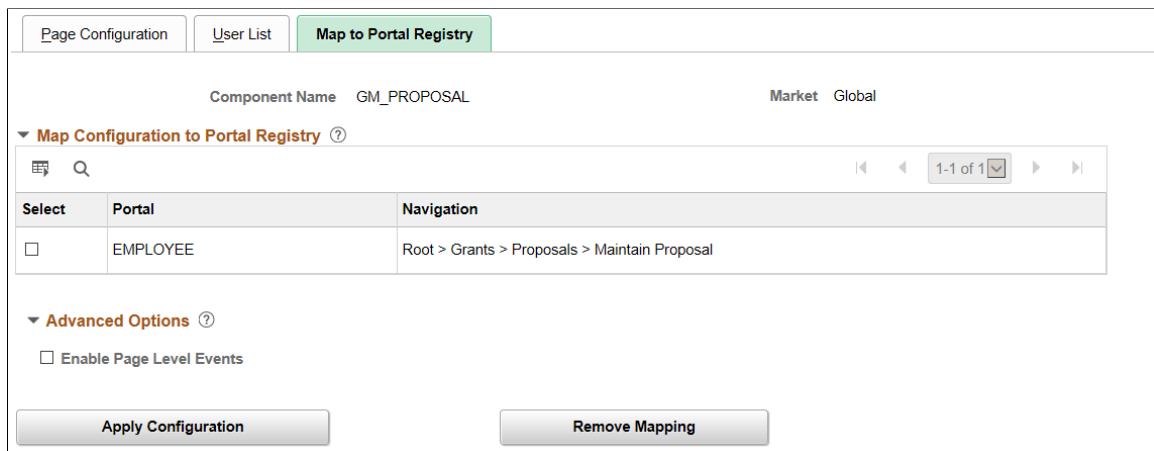 Page Configuration User List Map to Portal Registry
Component Name GM_PROPOSAL Market Global
Map Configuration to Portal Registry ?
1-1 of 1
Select Portal Navigation
EMPLOYEE Root > Grants > Proposals > Maintain Proposal
Advanced Options ?
Enable Page Level Events
Apply Configuration Remove Mapping